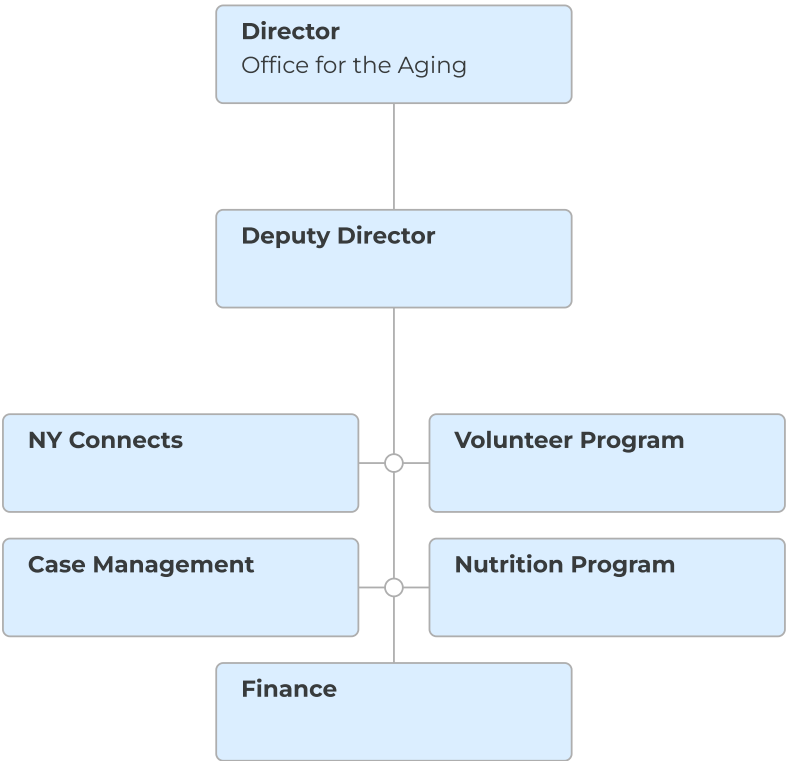 Director
Office for the Aging
Deputy Director
NY Connects
Volunteer Program
Case Management
Nutrition Program
Finance